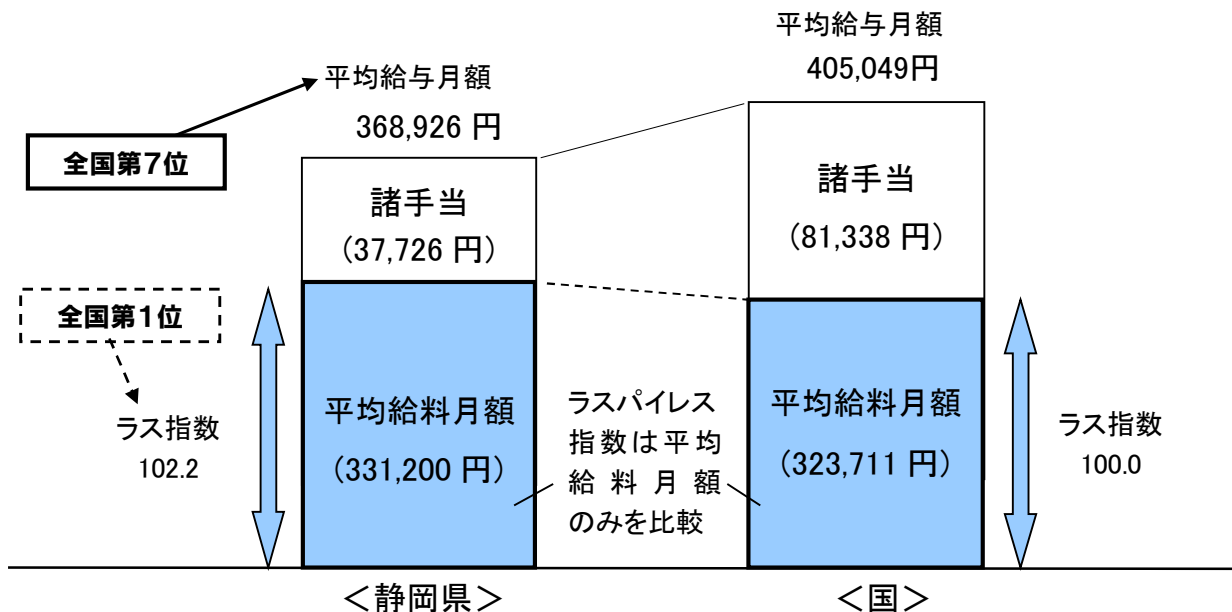 平均給与月額
405,049円
平均給与月額
368,926 円
全国第7位
諸手当
（37,726 円）
諸手当
（81,338 円）
全国第1位
ラス指数
102.2
平均給料月額
（331,200 円）
ラスパイレス
指数は平均
給料月額
のみを比較
平均給料月額
（323,711 円）
ラス指数
100.0
＜静岡県＞
＜国＞